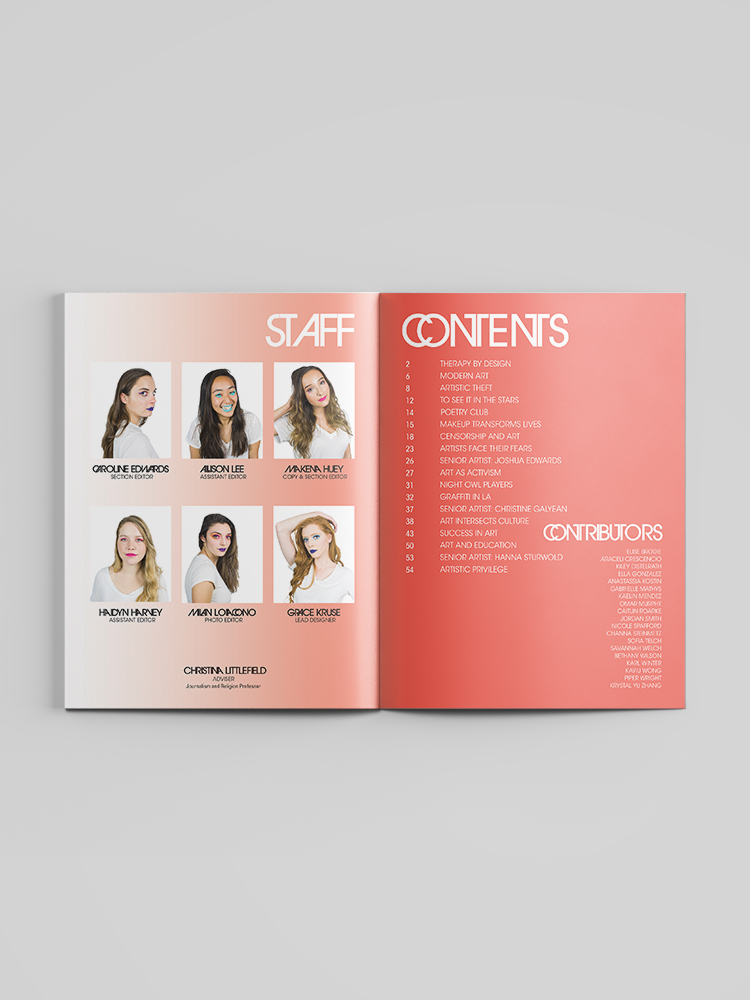 STAFF
CAROLINE EDWARDS
SECTION EDITOR
ALLISON LEE
ASSISTANT EDITOR
MAKENA HUEY
COPY & SECTION EDITOR
HAIDYN HARVEY
ASSISTANT EDITOR
MILAN LOIACONO
PHOTO EDITOR
GRACE KRUSE
LEAD DESIGNER
CHRISTINA LITTLEFIELD
ADVISER
Journalism and Religion Professor
CONTENTS
2 THERAPY BY DESIGN
6 MODERN ART
8 ARTISTIC THEFT
12 TO SEE IT IN THE STARS
14 POETRY CLUB
15 MAKEUP TRANSFORMS LIVES
18 CENSORSHIP AND ART
23 ARTISTS FACE THEIR FEARS
26 SENIOR ARTIST: JOSHUA EDWARDS
27 ART AS ACTIVISM
31 NIGHT OWL PLAYERS
32 GRAFFITI IN LA
37 SENIOR ARTIST: CHRISTINE GALYEAN
38 ART INTERSECTS CULTURE
43 SUCCESS IN ART
50 ART AND EDUCATION
53 SENIOR ARTIST: HANNA STURWOLD
54 ARTISTIC PRIVILEGE
CONTRIBUTORS
ELISE
ARACELI CRESCENCIO
KILEY DISTELRATH
ELLA GONZALEZ
ANASTASSIA KOSTIN
GABRIELLE MATHYS
KAELIN MENDEZ
OMAR MURPHY
CAITLIN ROARKE
JORDAN SMITH
NICOLE SPAFFORD
CHANNA STEINMETZ
SOFIA TELCH
SAVANNAH WELCH
BETHANY WILSON
KARL WINTER
KAYIU WONG
PIPER WRIGHT
KRYSTAL YU ZHANG